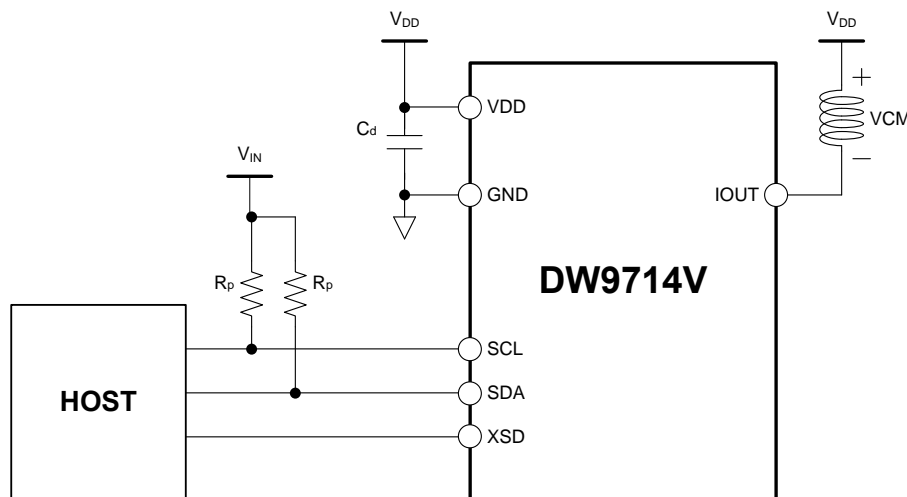 VDD
VDD
VDD
+
Cd
VCM
VIN
−
GND
IOUT
DW9714V
Rp
Rp
SCL
HOST
SDA
XSD